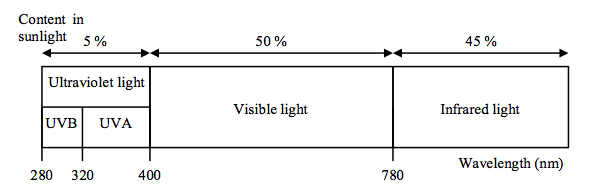 Content in
sunlight
5 %
50 %
45 %
Ultraviolet light
UVB
UVA
Visible light
Infrared light
280
320
400
780
Wavelength (nm)